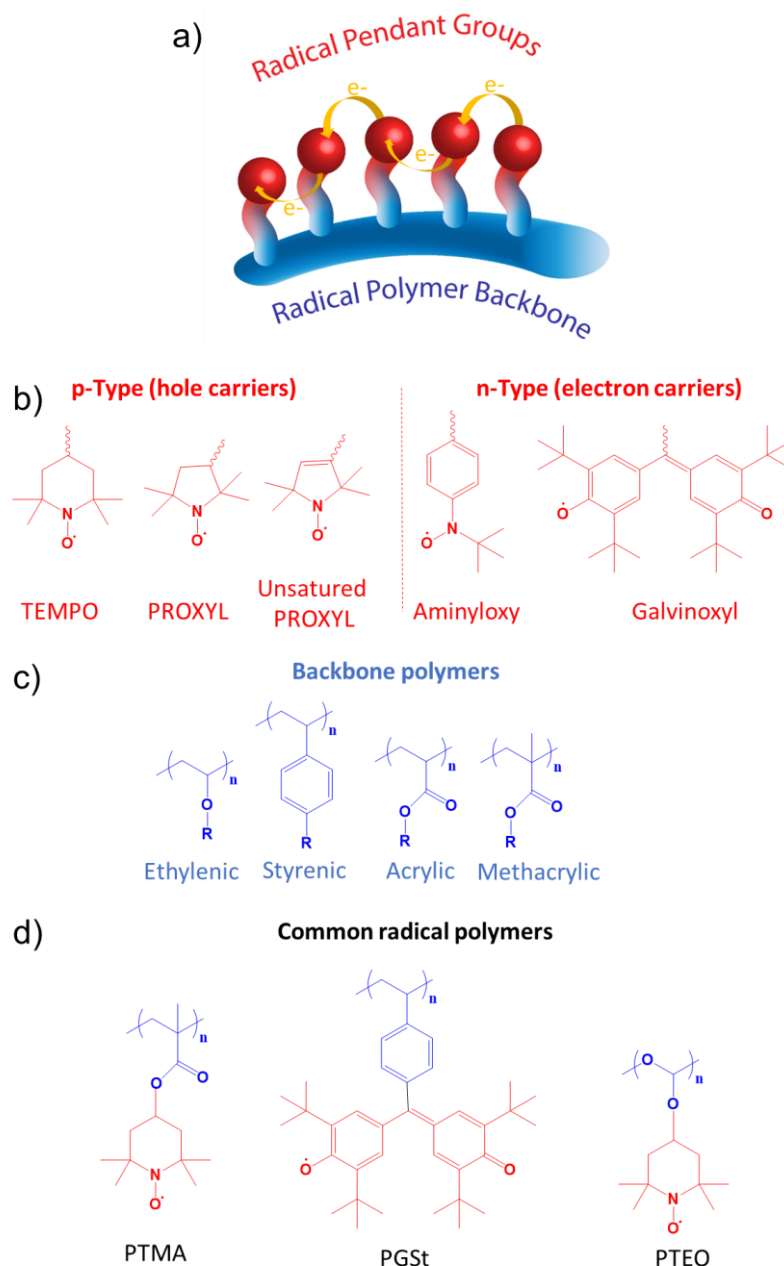 a)
Radical Pendant Groups
e-
e-
e-
e-
Radical Polymer Backbone
b)
p-Type (hole carriers)
n-Type (electron carriers)
N
O·
N
O·
N
O·
O·
N
O·
O
TEMPO
PROXYL
Unsatured
PROXYL
Aminyloxy
Galvinoxyl
c)
Backbone polymers
n
O
R
n
R
n
O
O
R
n
O
O
R
Ethylenic
Styrenic
Acrylic
Methacrylic
d)
Common radical polymers
n
O
O
N
O·
n
O·
O
O
n
O
N
O·
PTMA
PGSt
PTEO